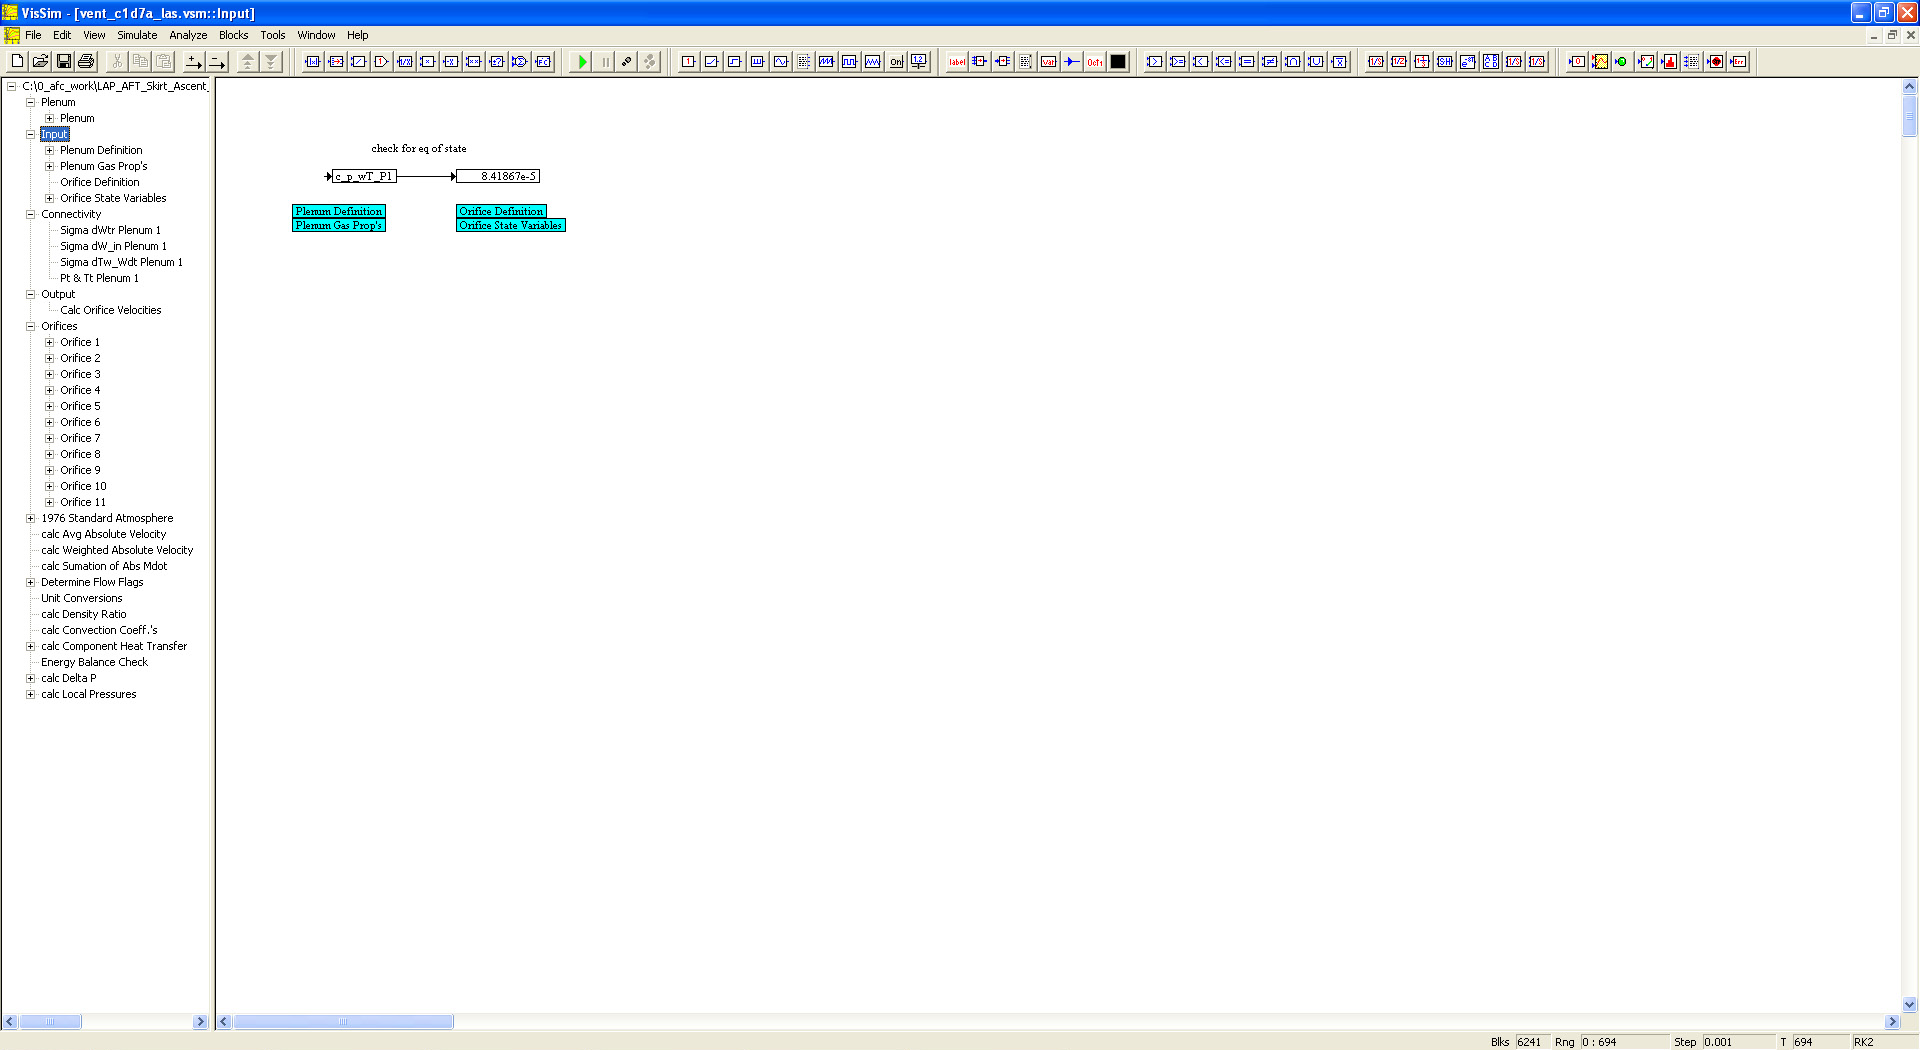 VisSim - [vent_c1d7a_las.vsm::Input]
File Edit View Simulate Analyze Blocks Tools Window Help
C:\0_afc_work\LAP_AFT_Skirt_Ascent_
Plenum
Plenum
Input
Plenum Definition
Plenum Gas Prop's
Orifice Definition
Orifice State Variables
Connectivity
Sigma dWtr Plenum 1
Sigma dW_in Plenum 1
Sigma dTw_Wdt Plenum 1
Pt & Tt Plenum 1
Output
Calc Orifice Velocities
Orifices
Orifice 1
Orifice 2
Orifice 3
Orifice 4
Orifice 5
Orifice 6
Orifice 7
Orifice 8
Orifice 9
Orifice 10
Orifice 11
1976 Standard Atmosphere
calc Avg Absolute Velocity
calc Weighted Absolute Velocity
calc Sumation of Abs Mdot
Determine Flow Flags
Unit Conversions
calc Density Ratio
calc Convection Coeff.'s
calc Component Heat Transfer
Energy Balance Check
calc Delta P
calc Local Pressures
check for eq of state
c_p_wT_P1 8.41867e-5
Plenum Definition Orifice Definition
Plenum Gas Prop's Orifice State Variables
Blks 6241 Rng 0 : 694 Step 0.001 T 694 RK2